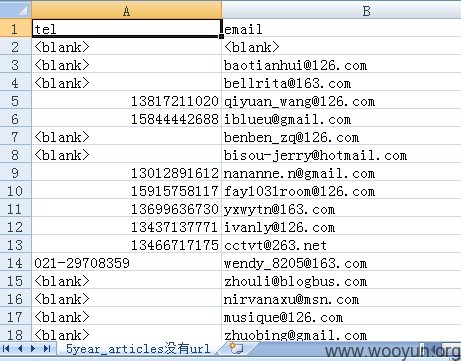 A B
1 tel email
2 <blank> <blank>
3 <blank> baotianhui@126.com
4 <blank> bellrita@163.com
5 13817211020 qiyuan_wang@126.com
6 15844442688 iblueu@gmail.com
7 <blank> benben_zq@126.com
8 <blank> bisou-jerry@hotmail.com
9 13012891612 nananne.n@gmail.com
10 15915758117 fay1031room@126.com
11 13699636730 yxwytn@163.com
12 13437137771 ivanly@126.com
13 13466717175 cctvt@263.net
14 021-29708359 wendy_8205@163.com
15 <blank> zhouli@blogbus.com
16 <blank> nirvanaxu@msn.com
17 <blank> musique@126.com
18 <blank> zhuobing@gmail.com
5year_articles没有url
www.wooyun.org